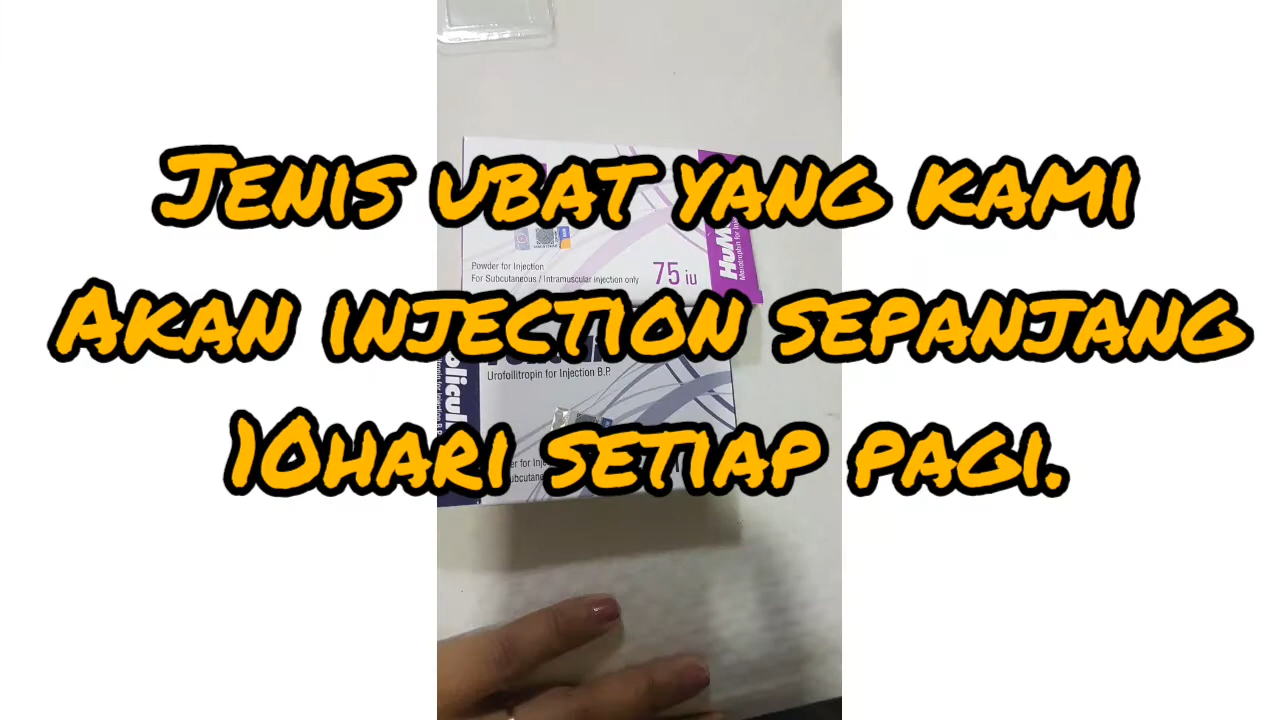 Jenis ubat yang kami
Akan injection sepanjang
10hari setiap pagi.
Powder for Injection
For Subcutaneous / Intramuscular injection only
75 iu
Urofollitropin for Injection B.P.